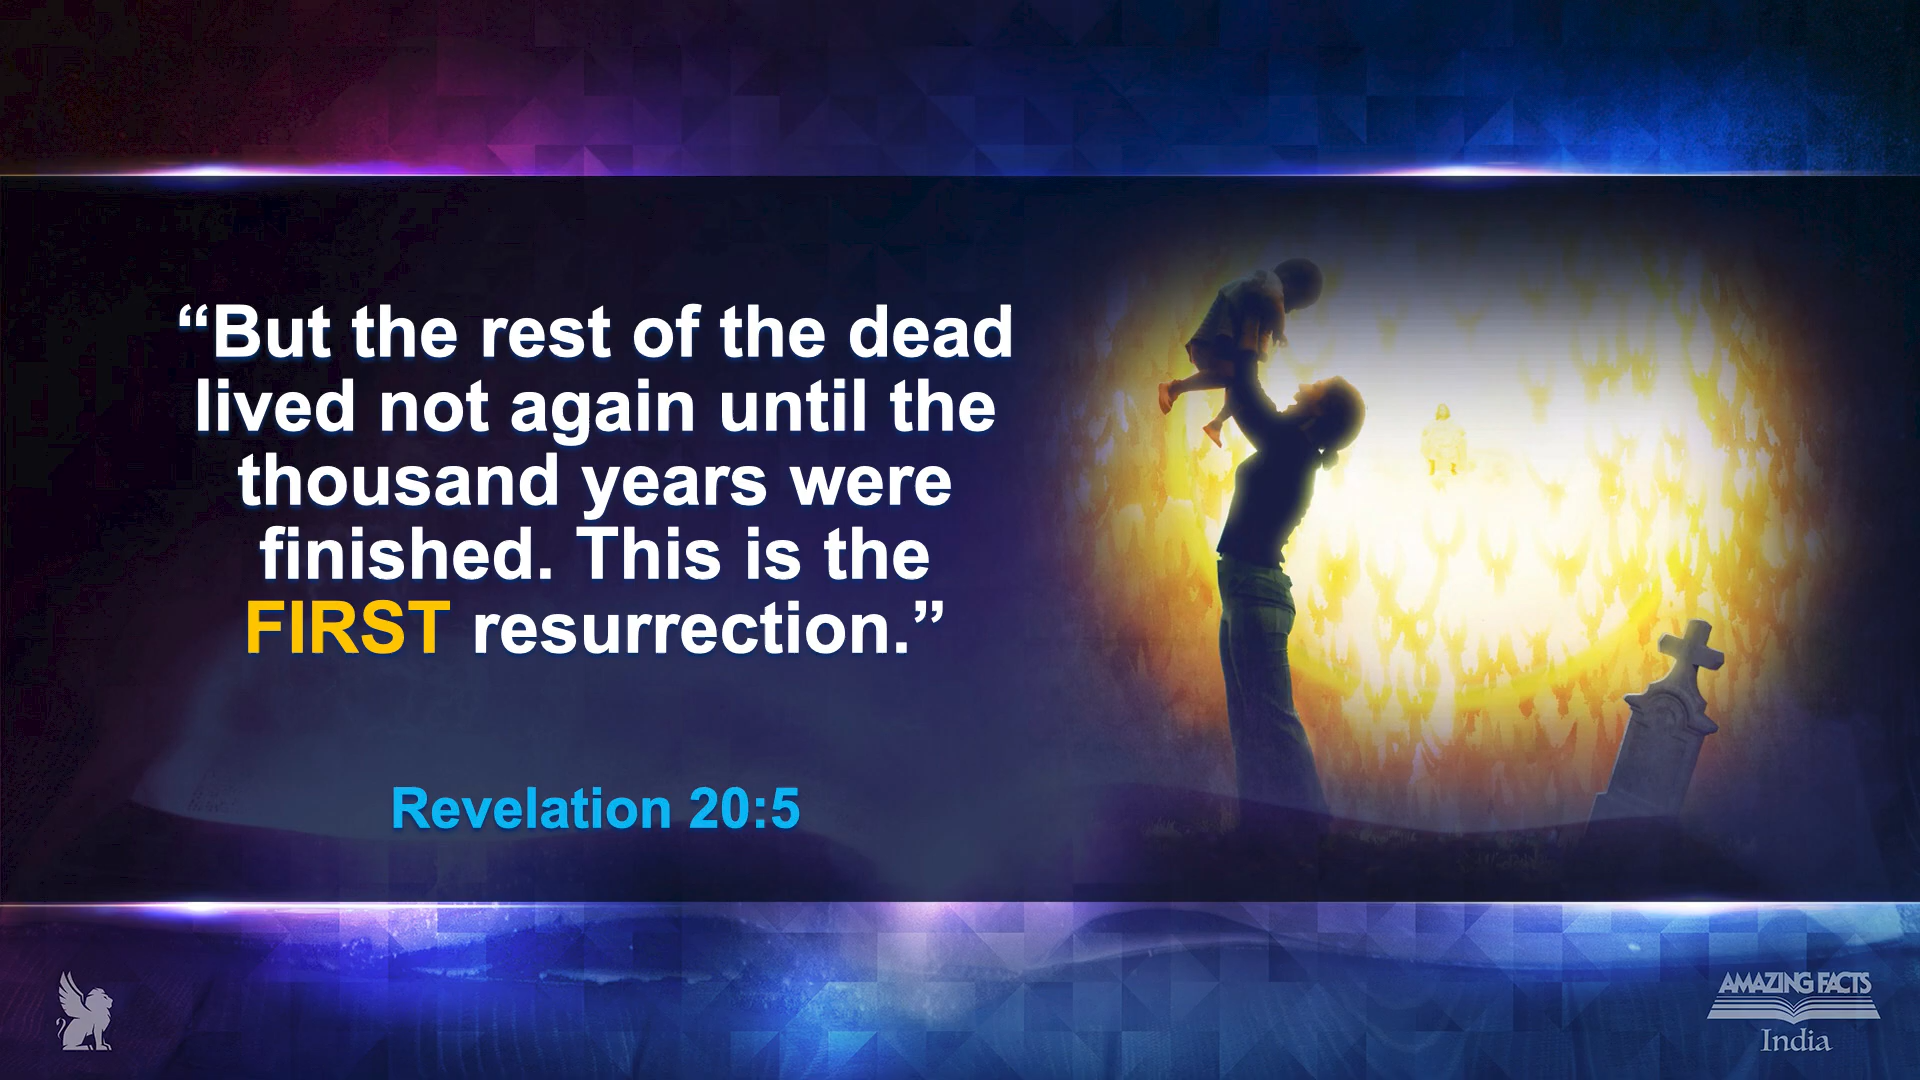 “But the rest of the dead
lived not again until the
thousand years were
finished. This is the
FIRST resurrection.”
Revelation 20:5
AMAZING FACTS
India